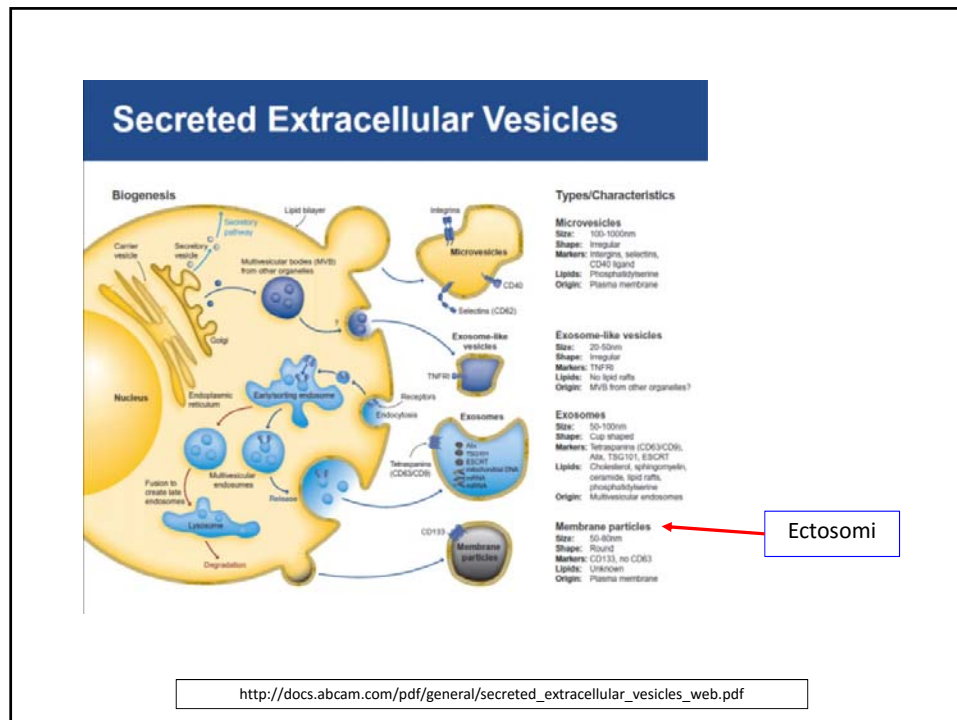 Secreted Extracellular Vesicles
Biogenesis
Lipid bilayer
Secretory
pathway
Carrier
vesicle
Secretory
vesicle
Multivesicular bodies (MVB)
from other organelles
Golgi
?
Nucleus
Endoplasmic
reticulum
Early/sorting endosome
Receptors
Endocytosis
Multivesicular
endosomes
Fusion to
create late
endosomes
Release
Lysosome
Degradation
Integrins
Microvesicles
CD40
Selectins (CD62)
Exosome-like
vesicles
TNFRI
Exosomes
Alix
TSG101
ESCRT
mitochondrial DNA
mRNA
Tetraspanins
(CD63/CD9)
CD133
Membrane
particles
Types/Characteristics
Microvesicles
Size: 100-1000nm
Shape: Irregular
Markers: Intergins, selectins,
CD40 ligand
Lipids: Phosphatidylserine
Origin: Plasma membrane
Exosome-like vesicles
Size: 20-50nm
Shape: Irregular
Markers: TNFRI
Lipids: No lipid rafts
Origin: MVB from other organelles?
Exosomes
Size: 50-100nm
Shape: Cup shaped
Markers: Tetraspanins (CD63/CD9),
Alix, TSG101, ESCRT
Lipids: Cholesterol, sphingomyelin,
ceramide, lipid rafts,
phosphatidylserine
Origin: Multivesicular endosomes
Membrane particles
Size: 50-80nm
Shape: Round
Markers: CD133, no CD63
Lipids: Unknown
Origin: Plasma membrane
Ectosomi
http://docs.abcam.com/pdf/general/secreted_extracellular_vesicles_web.pdf